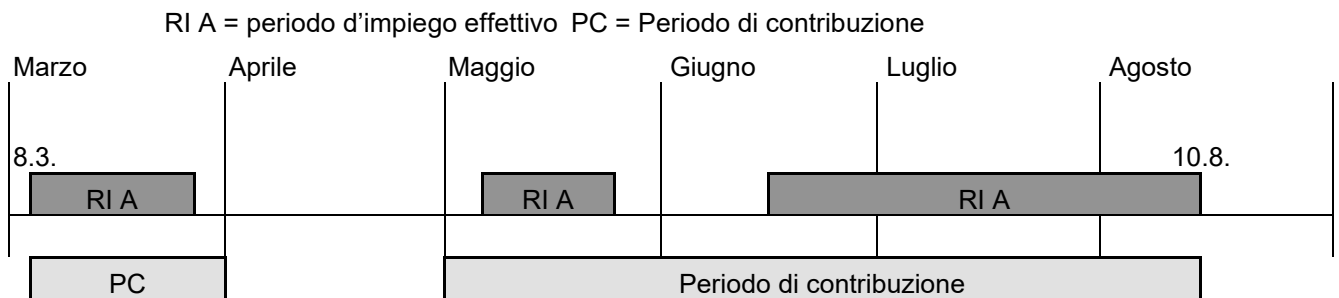 RI A = periodo d’impiego effettivo PC = Periodo di contribuzione
Marzo Aprile Maggio Giugno Luglio Agosto
8.3. 10.8.
RI A RI A RI A
PC Periodo di contribuzione